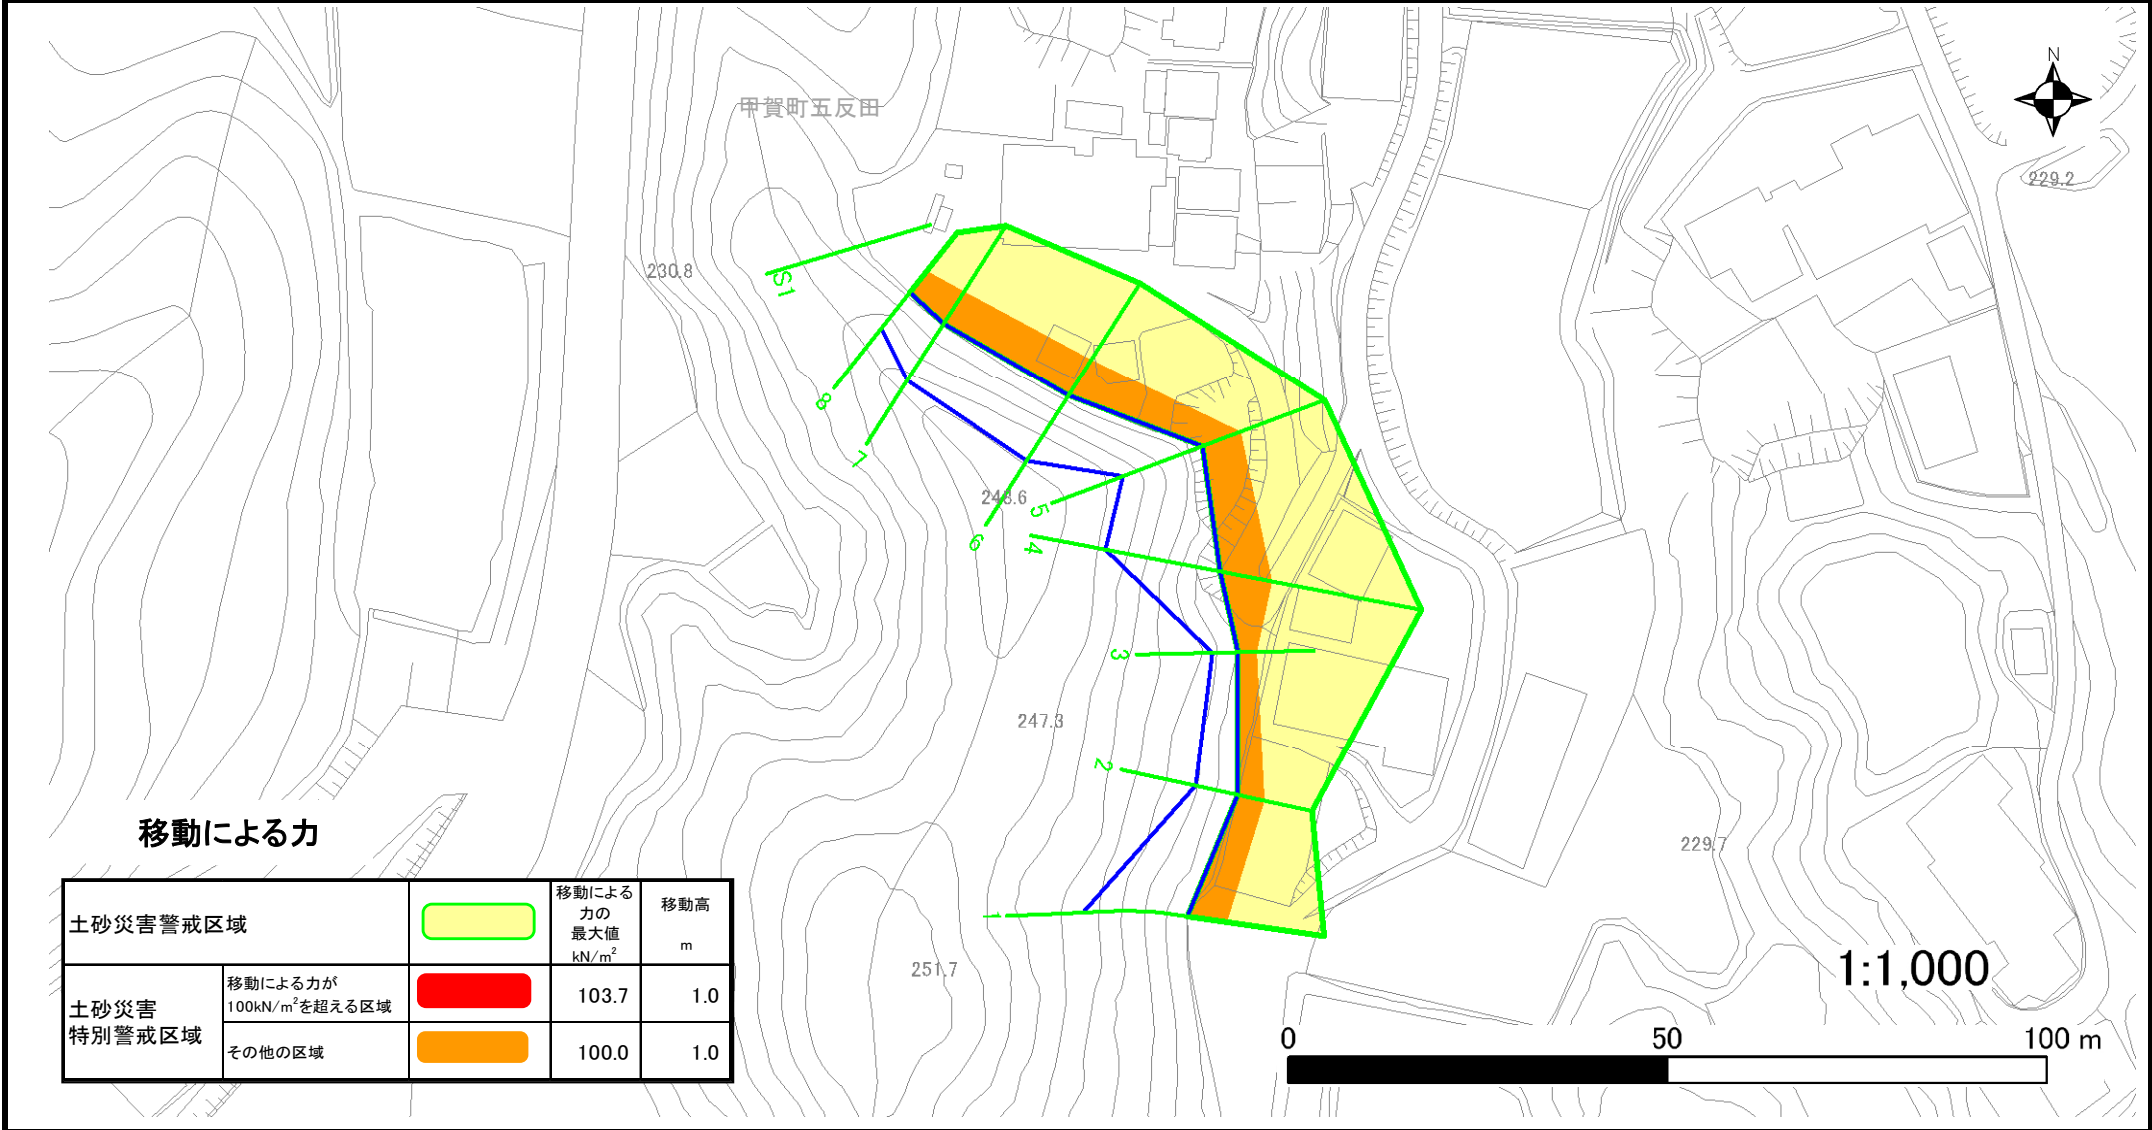 N
甲賀町五反田
229.2
230.8
S1
8
7
248.6
5
6
4
3
247.3
2
229.7
1
251.7
移動による力
土砂災害警戒区域
移動による
力の
最大値
kN/m²
移動高
m
土砂災害
特別警戒区域
移動による力が
100kN/m²を超える区域
103.7
1.0
その他の区域
100.0
1.0
1:1,000
0
50
100 m